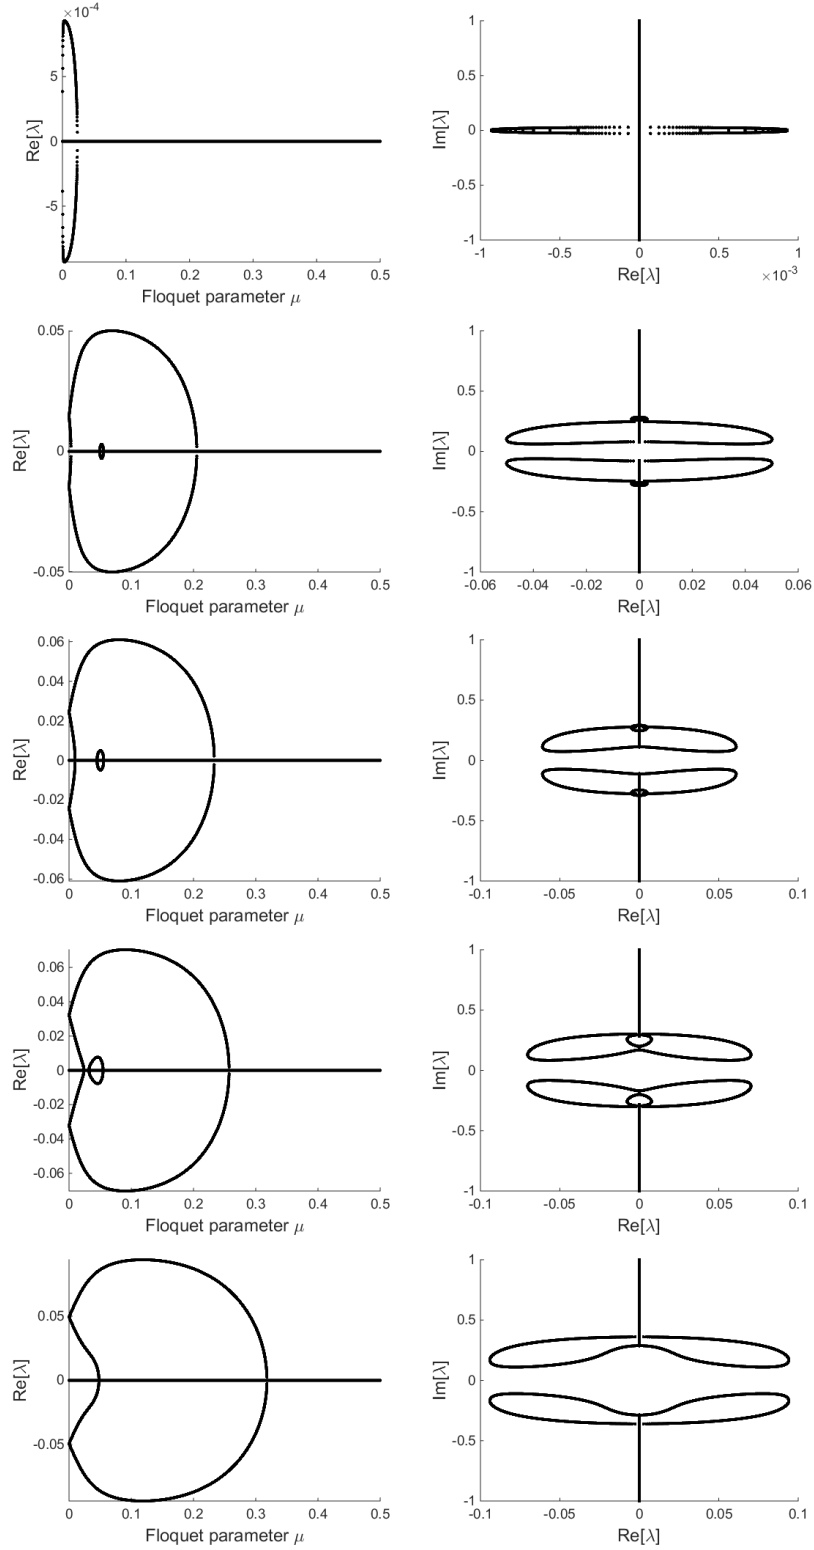 ×10⁻⁴
5
0
-5
Re[λ]
0 0.1 0.2 0.3 0.4 0.5
Floquet parameter μ
1
0.5
0
-0.5
-1
Im[λ]
-1 -0.5 0 0.5 1
Re[λ]
×10⁻³
0.05
0
-0.05
Re[λ]
0 0.1 0.2 0.3 0.4 0.5
Floquet parameter μ
1
0.5
0
-0.5
-1
Im[λ]
-0.06 -0.04 -0.02 0 0.02 0.04 0.06
Re[λ]
0.06
0.04
0.02
0
-0.02
-0.04
-0.06
Re[λ]
0 0.1 0.2 0.3 0.4 0.5
Floquet parameter μ
1
0.5
0
-0.5
-1
Im[λ]
-0.1 -0.05 0 0.05 0.1
Re[λ]
0.06
0.04
0.02
0
-0.02
-0.04
-0.06
Re[λ]
0 0.1 0.2 0.3 0.4 0.5
Floquet parameter μ
1
0.5
0
-0.5
-1
Im[λ]
-0.1 -0.05 0 0.05 0.1
Re[λ]
0.05
0
-0.05
Re[λ]
0 0.1 0.2 0.3 0.4 0.5
Floquet parameter μ
1
0.5
0
-0.5
-1
Im[λ]
-0.1 -0.05 0 0.05 0.1
Re[λ]